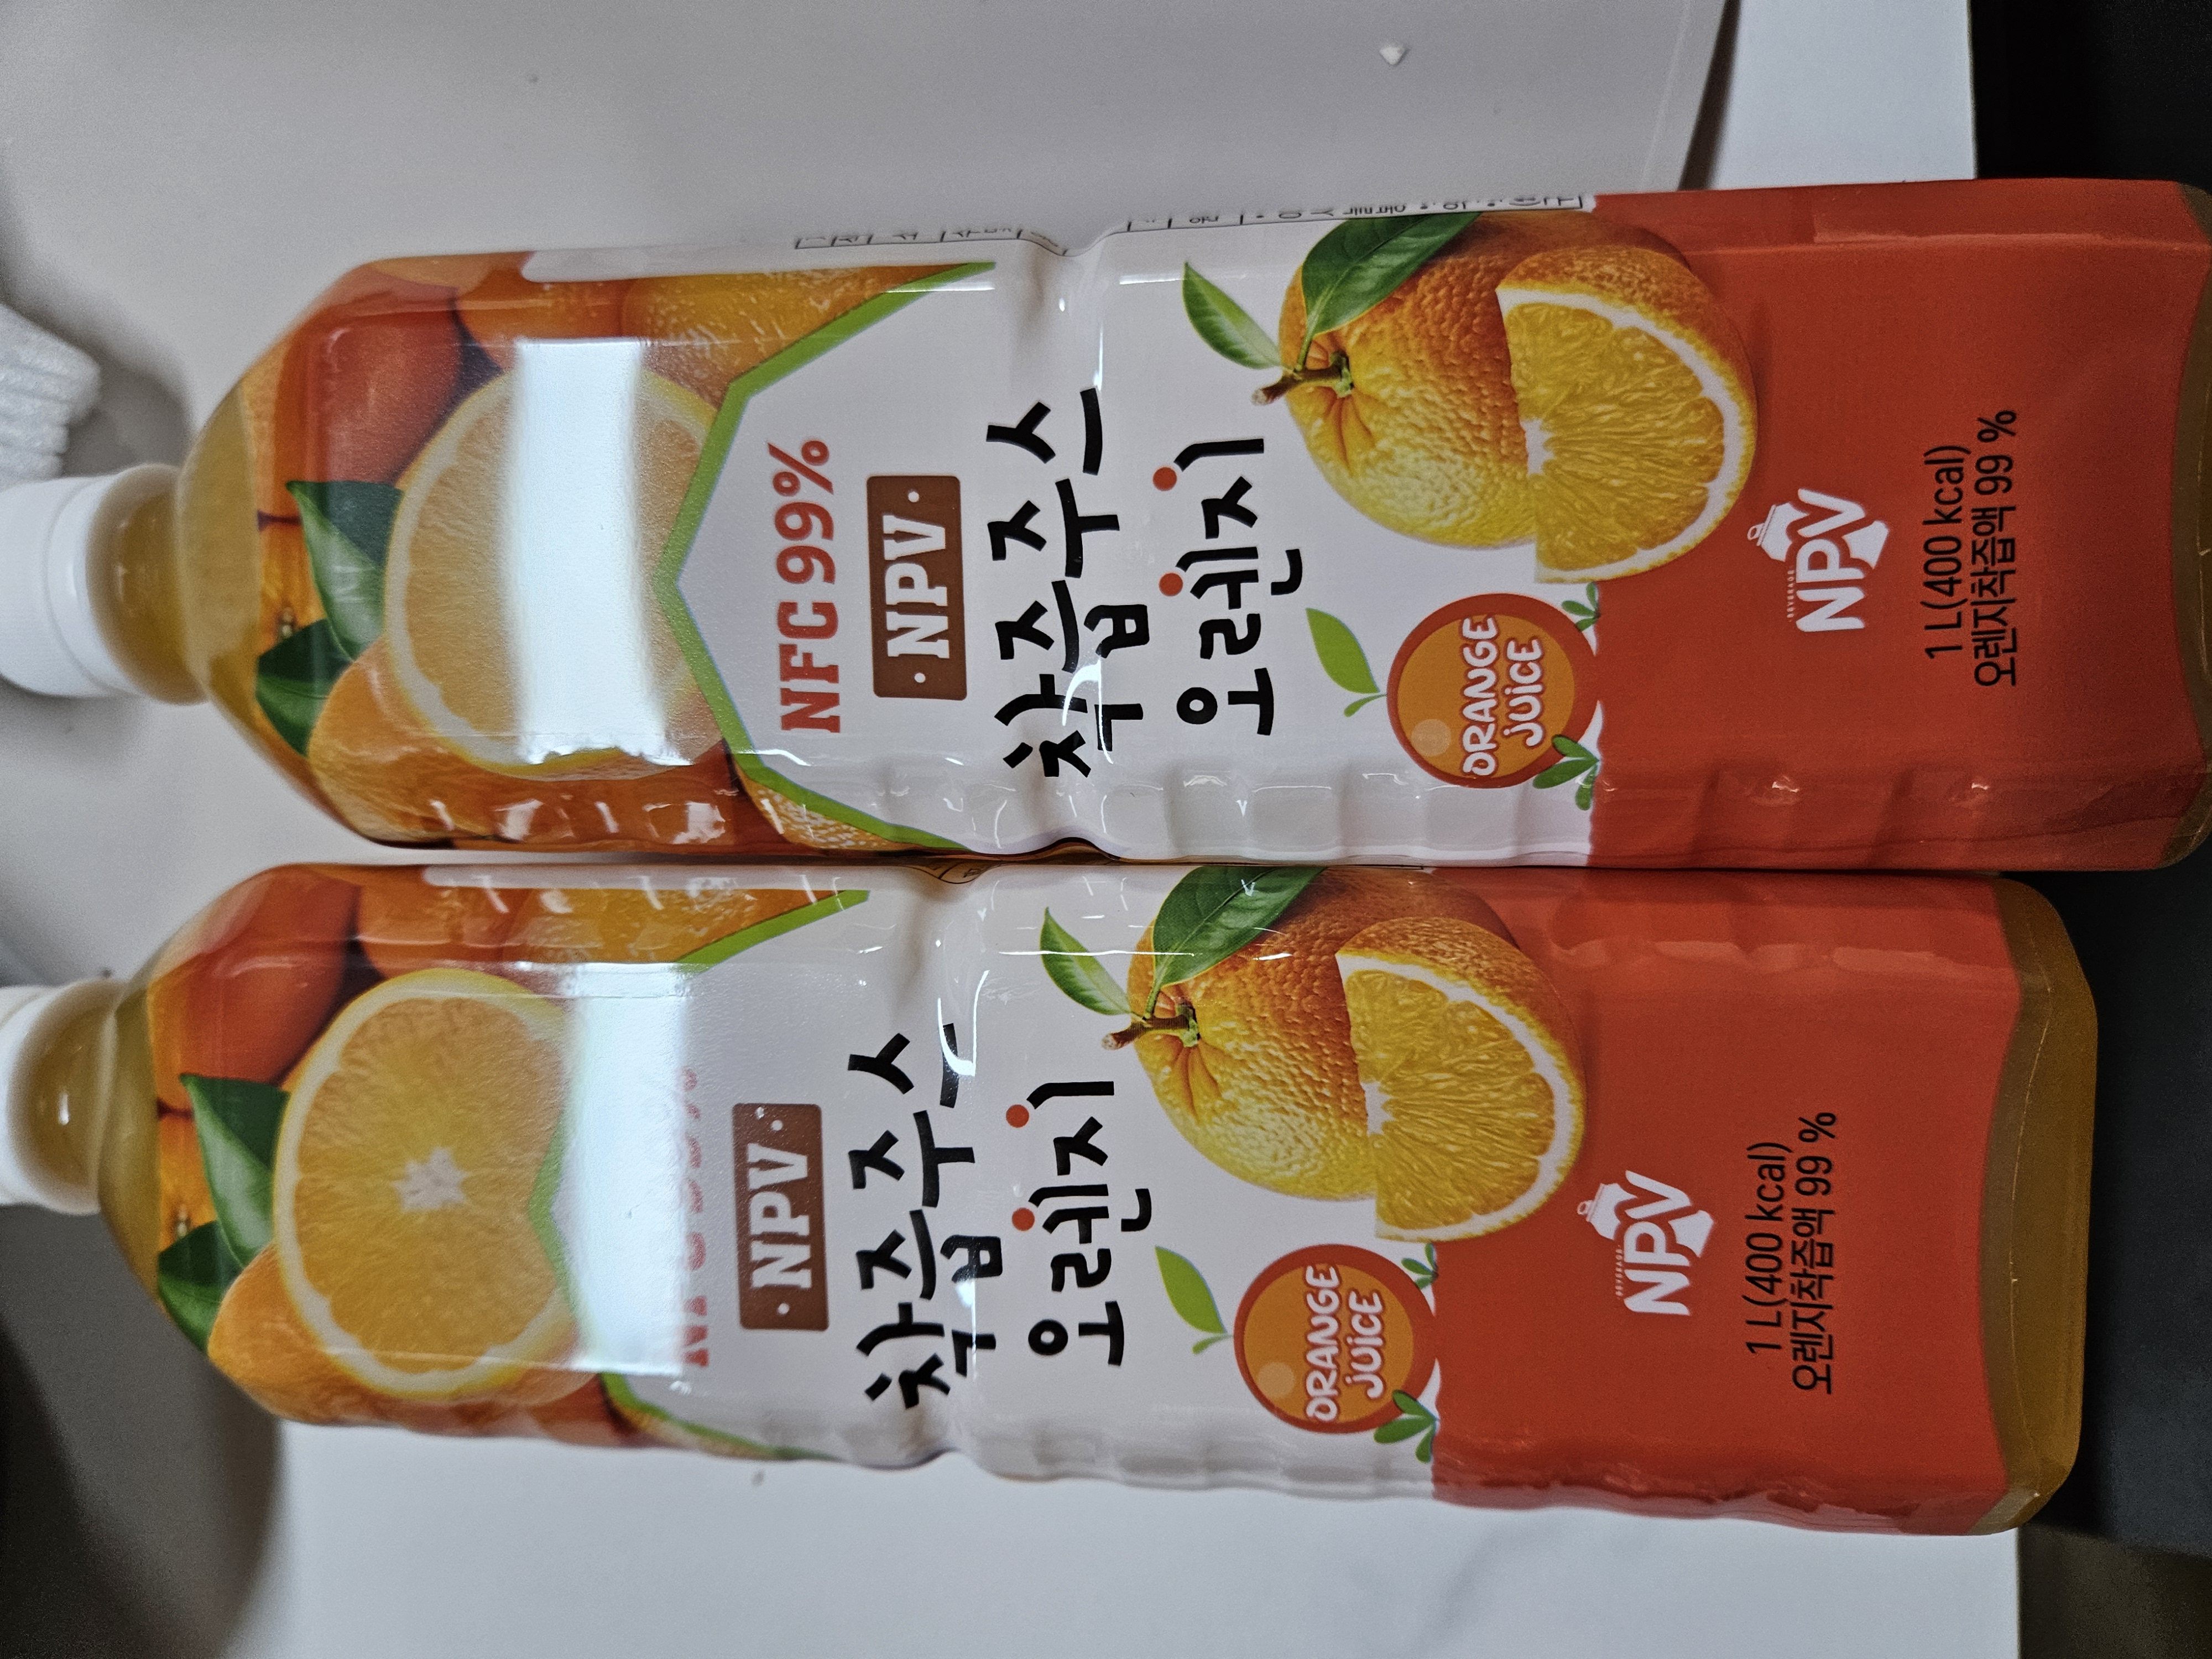 NFC 99%
NPV
착즙주스
오렌지
ORANGE
JUiCE
BEVERAGE
NPV
1 L(400 kcal)
오렌지착즙액 99 %
NPV
착즙주스
오렌지
ORANGE
JUiCE
BEVERAGE
NPV
1 L(400 kcal)
오렌지착즙액 99 %